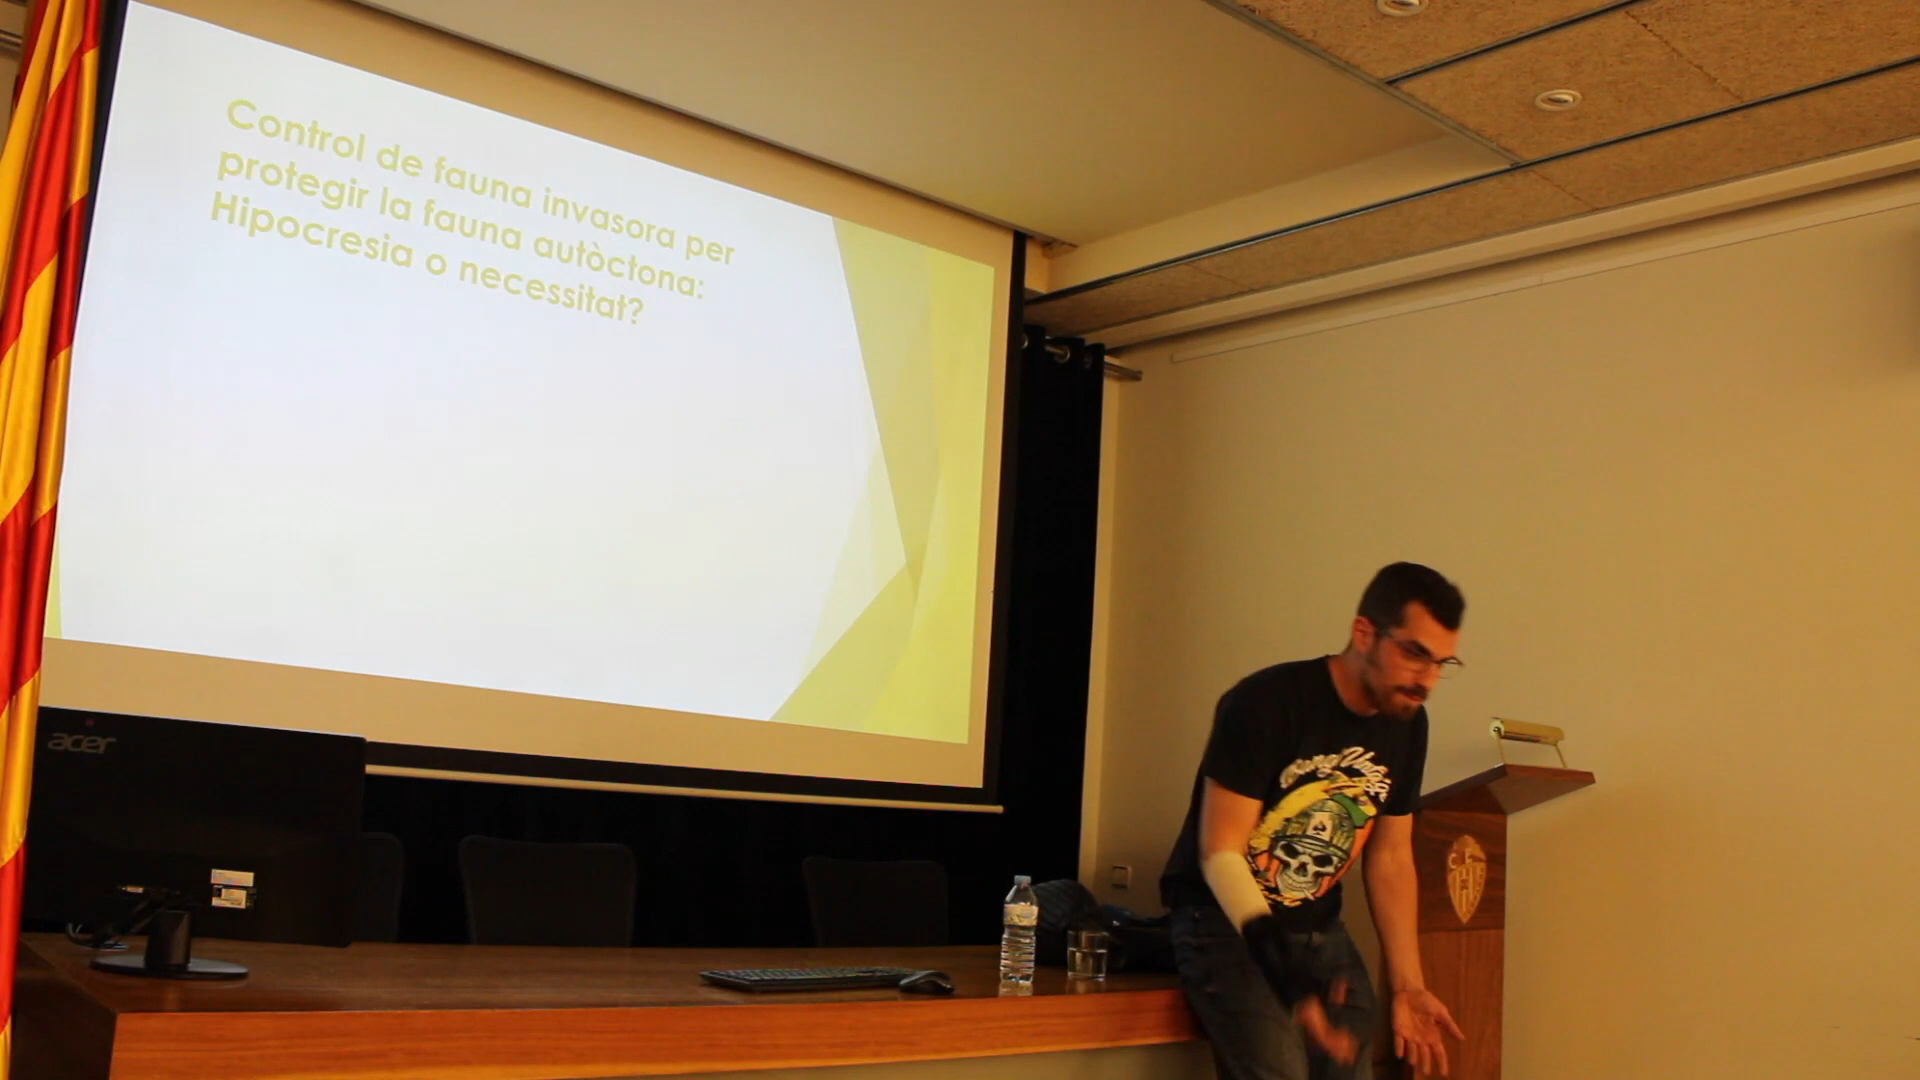 Control de fauna invasora per
protegir la fauna autòctona:
Hipocresia o necessitat?
acer